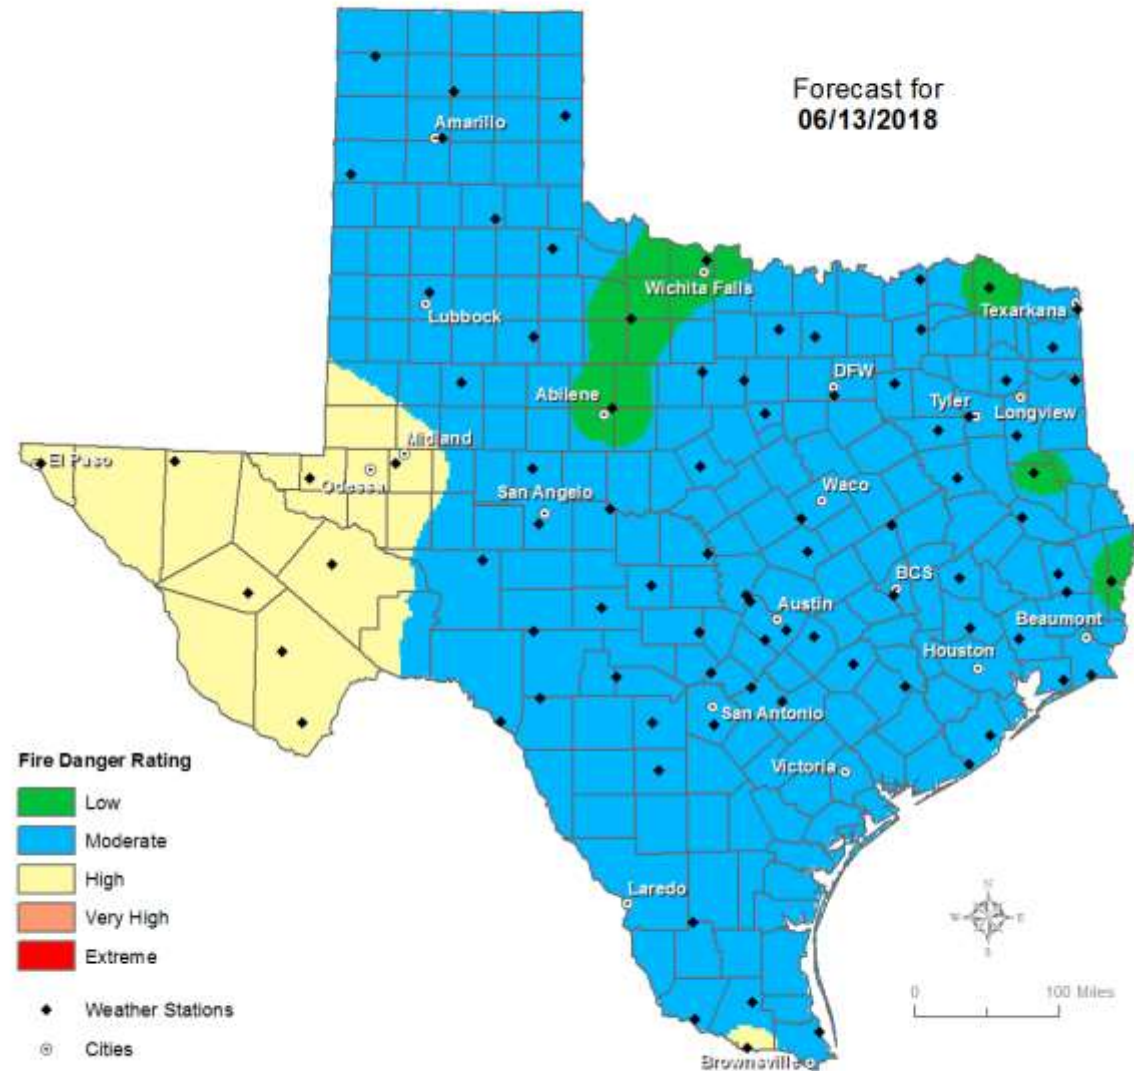 Forecast for
06/13/2018
Amarillo
Wichita Falls
Texarkana
Lubbock
DFW
Abilene
Tyler
Longview
Midland
El Paso
Odessa
San Angelo
Waco
BCS
Austin
Beaumont
Houston
San Antonio
Victoria
Laredo
Brownsville
Fire Danger Rating
Low
Moderate
High
Very High
Extreme
Weather Stations
Cities
N
W E
S
0 100 Miles